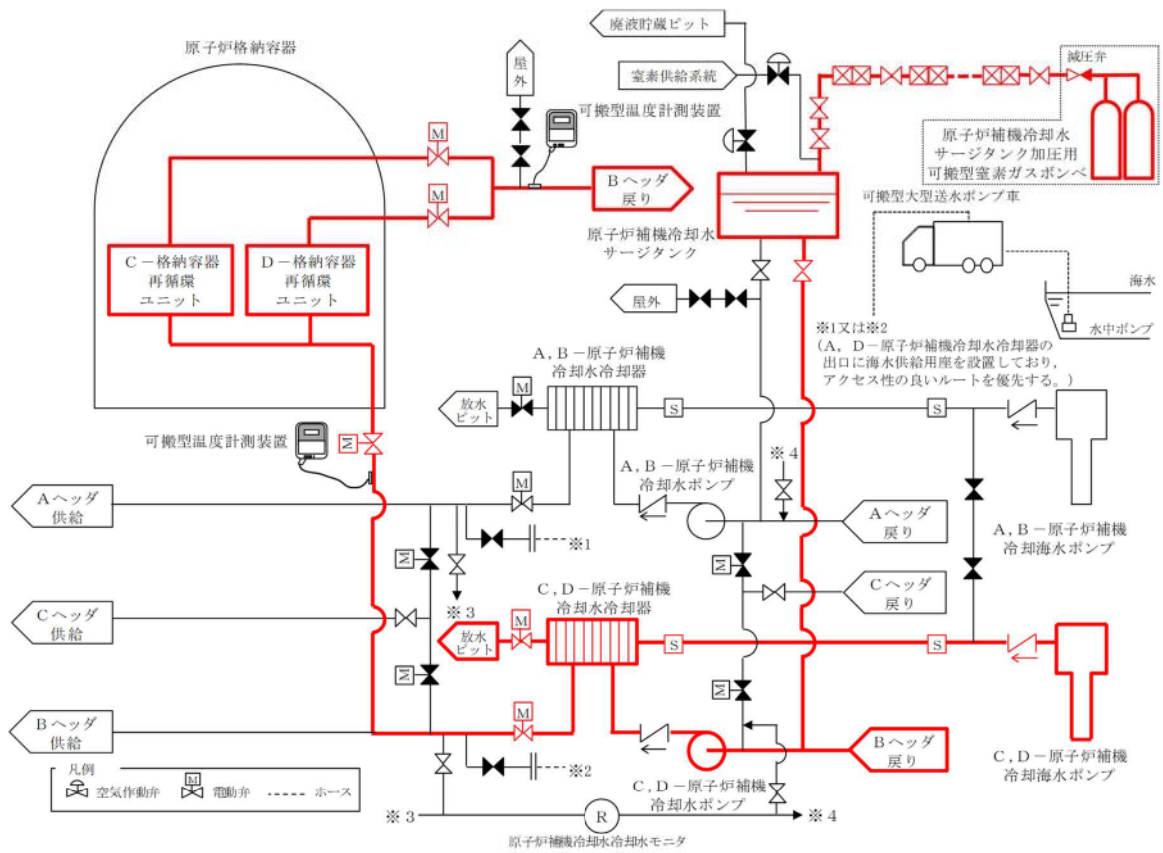 原子炉格納容器
屋外
M
可搬型温度計測装置
M
Bヘッダ
戻り
C－格納容器
再循環
ユニット
D－格納容器
再循環
ユニット
廃液貯蔵ピット
窒素供給系統
減圧弁
原子炉補機冷却水
サージタンク加圧用
可搬型窒素ガスボンベ
原子炉補機冷却水
サージタンク
可搬型大型送水ポンプ車
海水
水中ポンプ
屋外
※1又は※2
(A，D－原子炉補機冷却水冷却器の
出口に海水供給用座を設置しており，
アクセス性の良いルートを優先する。)
A，B－原子炉補機
冷却水冷却器
放水
ピット
M
S
S
可搬型温度計測装置
M
A，B－原子炉補機
冷却水ポンプ
※4
Aヘッダ
供給
M
Aヘッダ
戻り
A，B－原子炉補機
冷却海水ポンプ
※1
M
M
Cヘッダ
戻り
Cヘッダ
供給
※3
C，D－原子炉補機
冷却水冷却器
放水
ピット
M
S
S
M
M
Bヘッダ
供給
M
Bヘッダ
戻り
C，D－原子炉補機
冷却海水ポンプ
※2
C，D－原子炉補機
冷却水ポンプ
凡例
空気作動弁
M
電動弁
ホース
※3
R
※4
原子炉補機冷却水冷却水モニタ